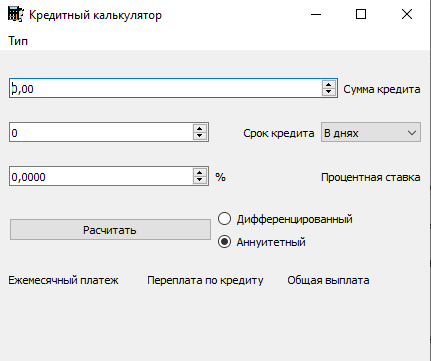 Кредитный калькулятор
Тип
0,00 Сумма кредита
0 Срок кредита В днях
0,0000 % Процентная ставка
Дифференцированный
Расчитать
Аннуитетный
Ежемесячный платеж Переплата по кредиту Общая выплата